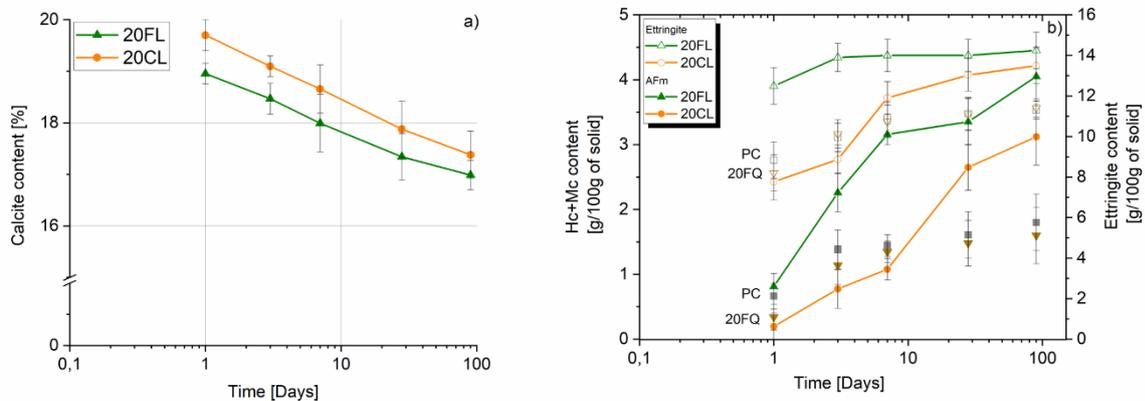 a)
20FL
20CL
20
18
16
0
0,1
1
10
100
Calcite content [%]
Time [Days]
b)
Ettringite
20FL
20CL
AFm
20FL
20CL
PC
20FQ
PC
20FQ
5
4
3
2
1
0
16
14
12
10
8
6
4
2
0
0,1
1
10
100
Hc+Mc content
[g/100g of solid]
Ettringite content
[g/100g of solid]
Time [Days]